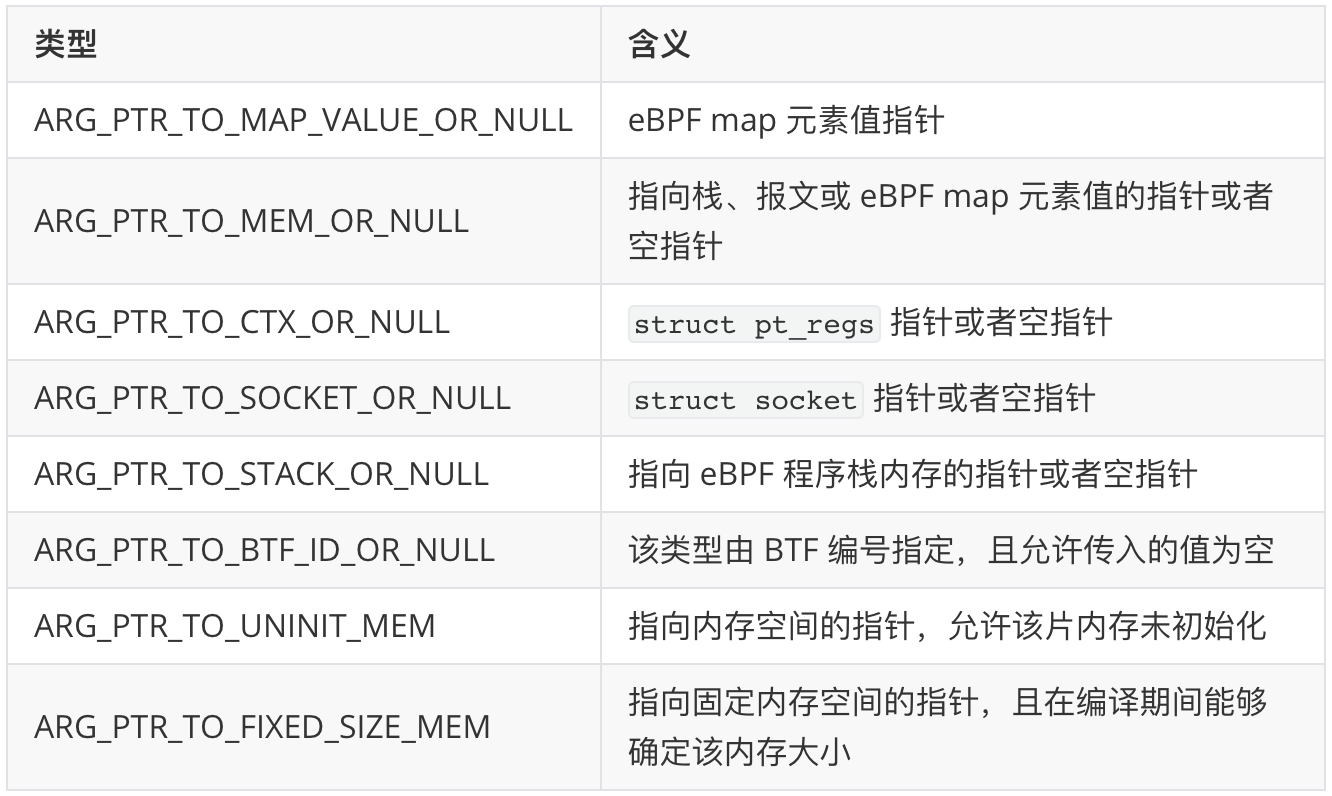 类型 含义
ARG_PTR_TO_MAP_VALUE_OR_NULL eBPF map 元素值指针
ARG_PTR_TO_MEM_OR_NULL 指向栈、报文或 eBPF map 元素值的指针或者
空指针
ARG_PTR_TO_CTX_OR_NULL struct pt_regs 指针或者空指针
ARG_PTR_TO_SOCKET_OR_NULL struct socket 指针或者空指针
ARG_PTR_TO_STACK_OR_NULL 指向 eBPF 程序栈内存的指针或者空指针
ARG_PTR_TO_BTF_ID_OR_NULL 该类型由 BTF 编号指定，且允许传入的值为空
ARG_PTR_TO_UNINIT_MEM 指向内存空间的指针，允许该片内存未初始化
ARG_PTR_TO_FIXED_SIZE_MEM 指向固定内存空间的指针，且在编译期间能够
确定该内存大小